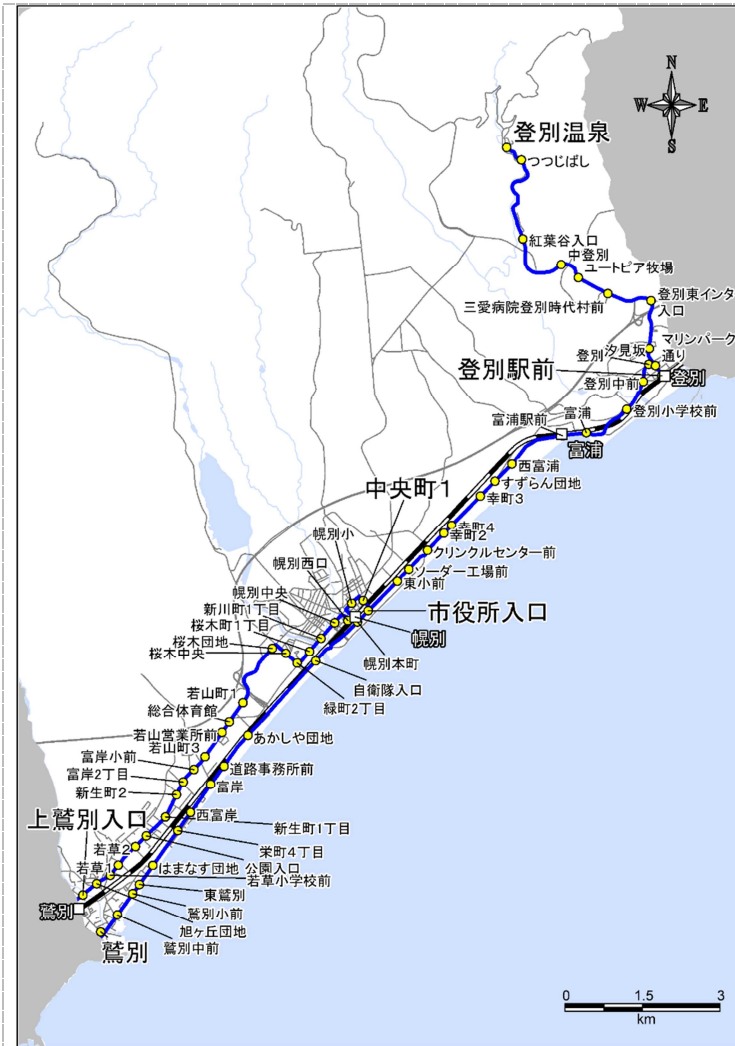 N
W
E
S
登別温泉
つつじばし
紅葉谷入口
中登別
ユートピア牧場
三愛病院登別時代村前
登別東インタ
入口
マリンパーク
通り
登別
汐見坂
登別駅前
登別
登別中前
登別小学校前
富浦駅前
富浦
富浦
西富浦
すずらん団地
幸町3
中央町1
幸町4
幸町2
幌別小
クリンクルセンター前
幌別西口
ソーダー工場前
東小前
幌別中央
新川町1丁目
市役所入口
桜木町1丁目
幌別
桜木団地
桜木中央
幌別本町
自衛隊入口
緑町2丁目
若山町1
総合体育館
若山営業所前
あかしや団地
若山町3
富岸小前
道路事務所前
富岸2丁目
富岸
新生町2
上鷲別入口
西富岸
新生町1丁目
栄町4丁目
若草2
はまなす団地
公園入口
若草1
若草小学校前
東鷲別
鷲別
鷲別小前
旭ヶ丘団地
鷲別
鷲別中前
0
1.5
3
km